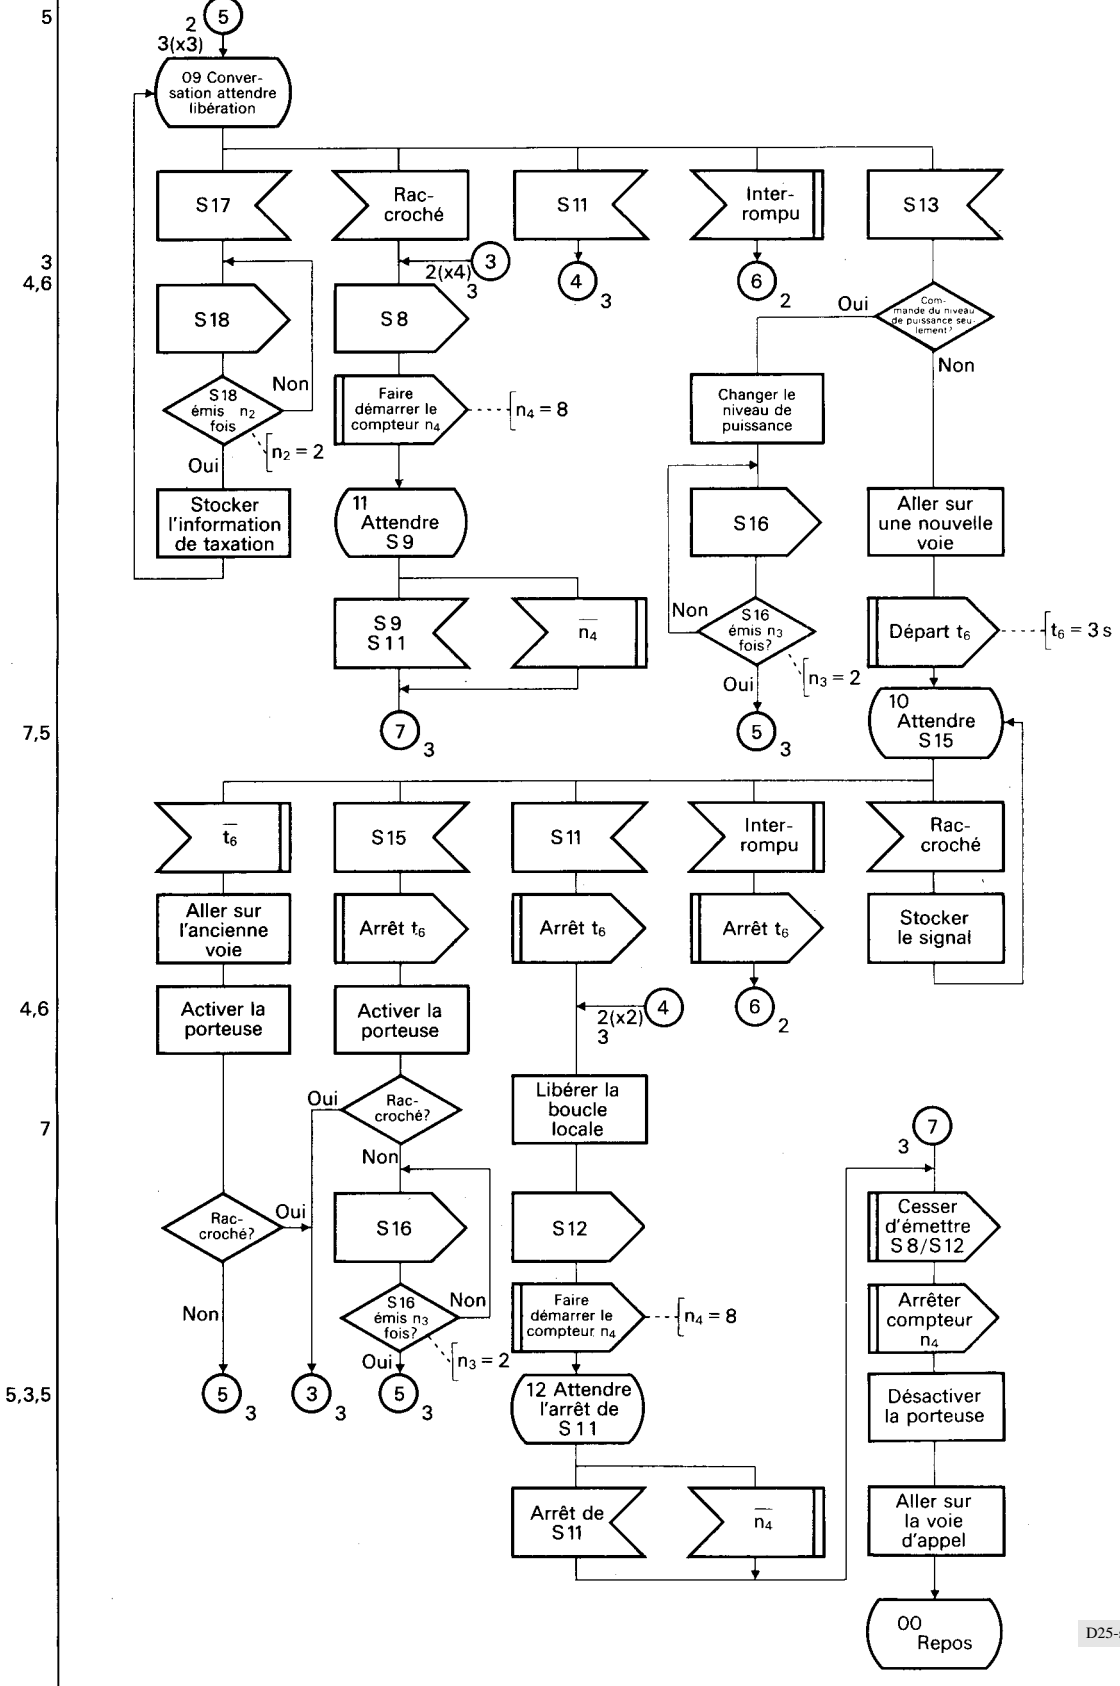 5
2
5
3(x3)
09 Conver-
sation attendre
libération
S17
Rac-
croché
S11
Inter-
rompu
S13
3
4,6
3
2(x4)
3
4
3
6
2
Oui
Com-
mande du niveau
de puissance seu-
lement?
Non
S18
S8
S18
émis n2
fois
Non
n2 = 2
Oui
Faire
démarrer le
compteur n4
n4 = 8
Changer le
niveau de
puissance
Stocker
l'information
de taxation
11
Attendre
S9
S16
Aller sur
une nouvelle
voie
S9
S11
n4
Non
S16
émis n3
fois?
n3 = 2
Oui
Départ t6
t6 = 3 s
7,5
7
3
5
3
10
Attendre
S15
t6
S15
S11
Inter-
rompu
Rac-
croché
Aller sur
l'ancienne
voie
Arrêt t6
Arrêt t6
Arrêt t6
Stocker
le signal
4,6
Activer la
porteuse
Activer la
porteuse
4
2(x2)
3
6
2
Oui
Rac-
croché?
Non
Libérer la
boucle
locale
7
7
3
Rac-
croché?
Oui
Non
S16
S12
Cesser
d'émettre
S8/S12
S16
émis n3
fois?
Non
n3 = 2
Oui
Faire
démarrer le
compteur n4
n4 = 8
Arrêter
compteur
n4
5,3,5
5
3
3
3
5
3
12 Attendre
l'arrêt de
S11
Désactiver
la porteuse
Arrêt de
S11
n4
Aller sur
la voie
d'appel
00
Repos